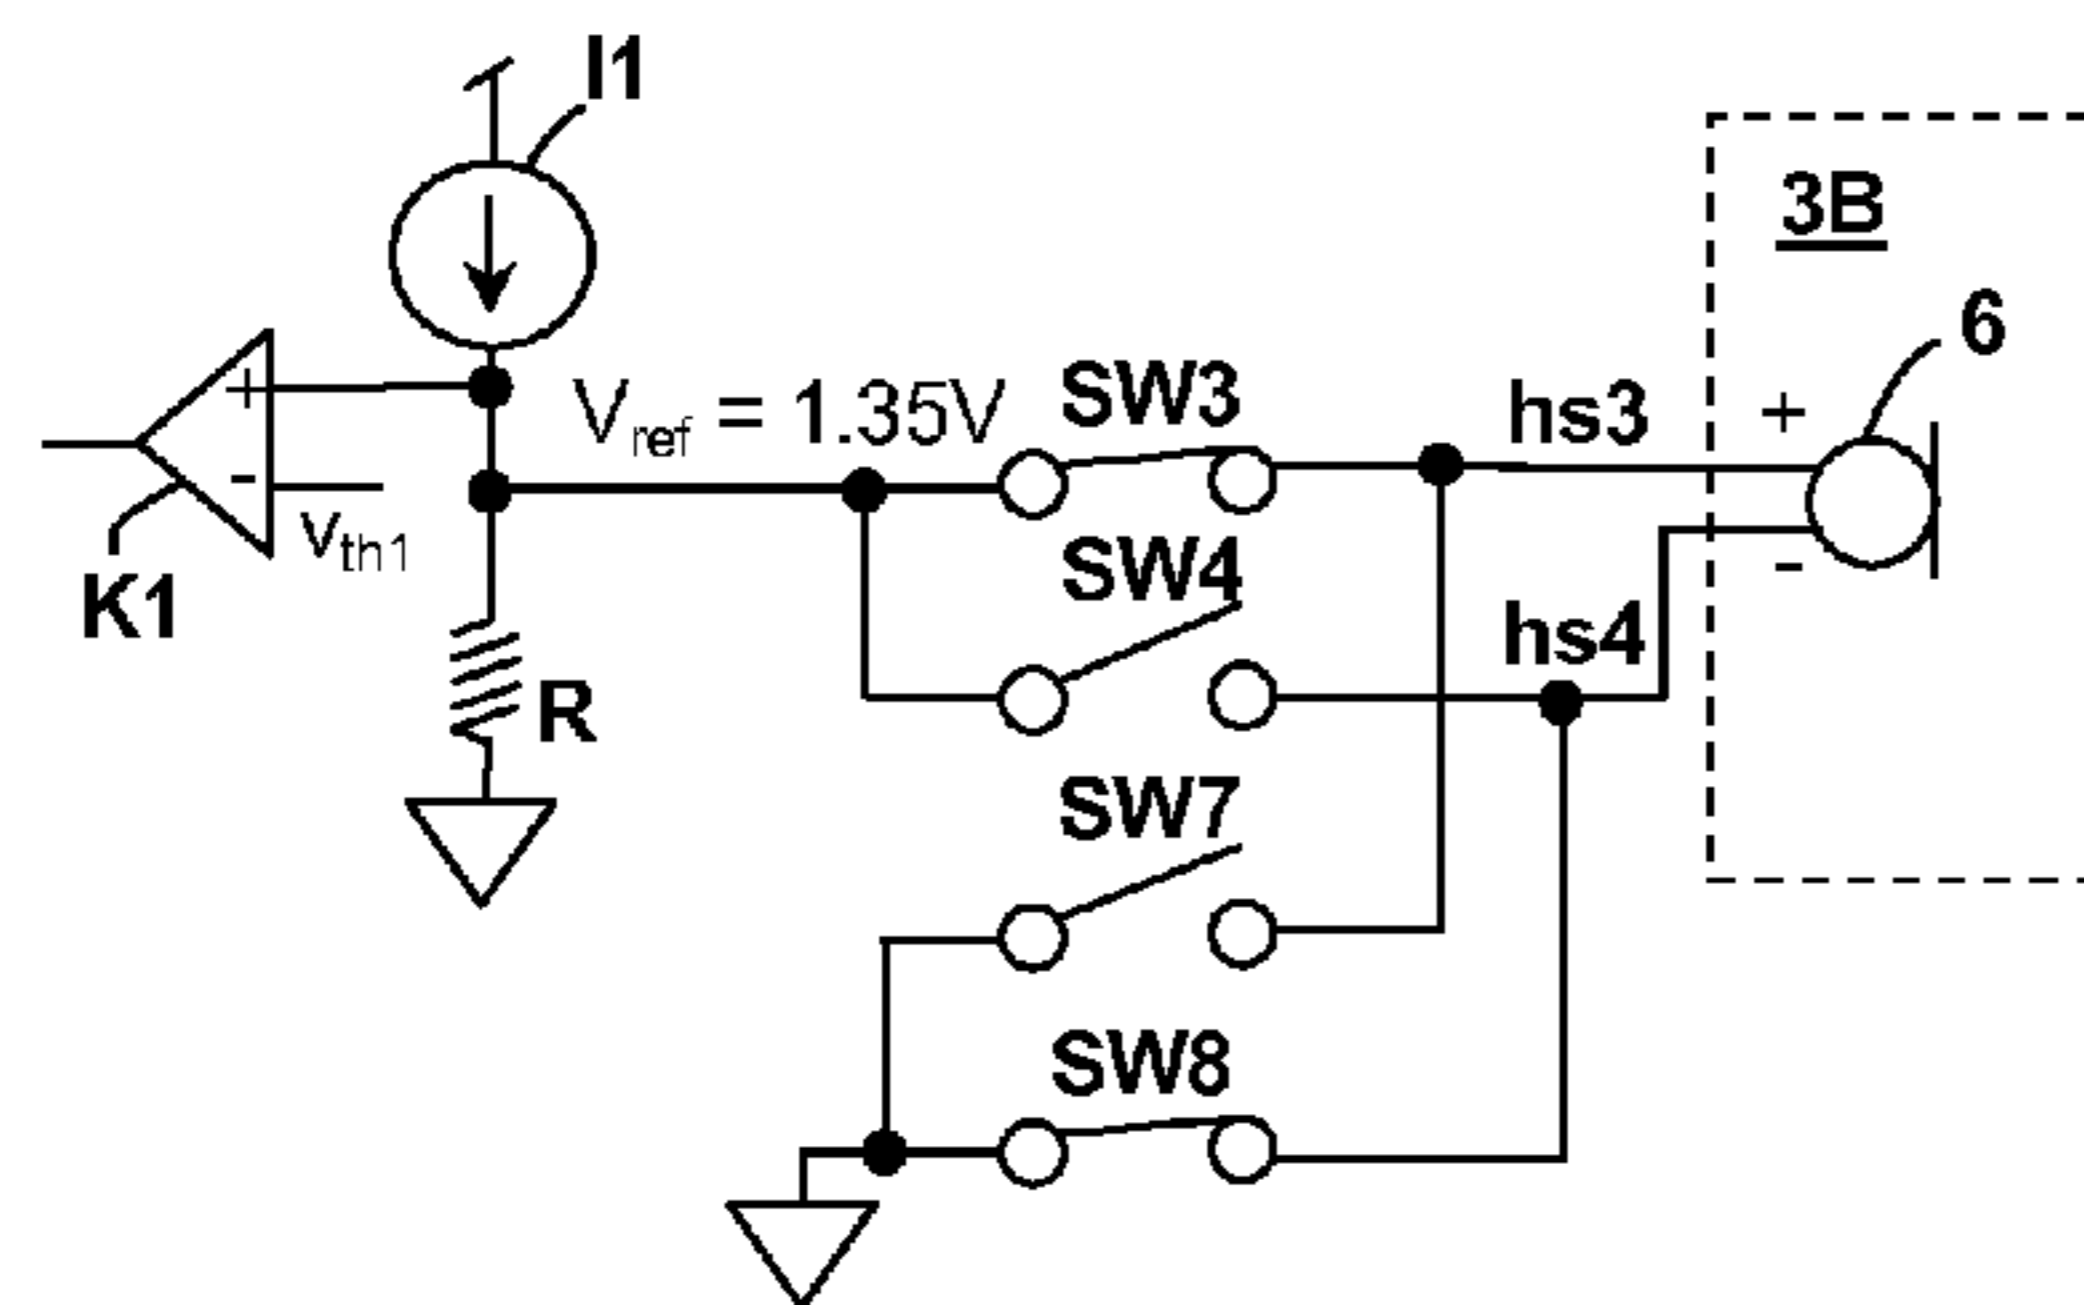 I1
3B
6
+
Vref = 1.35V
SW3
hs3
+
-
vth1
K1
SW4
-
hs4
R
SW7
SW8